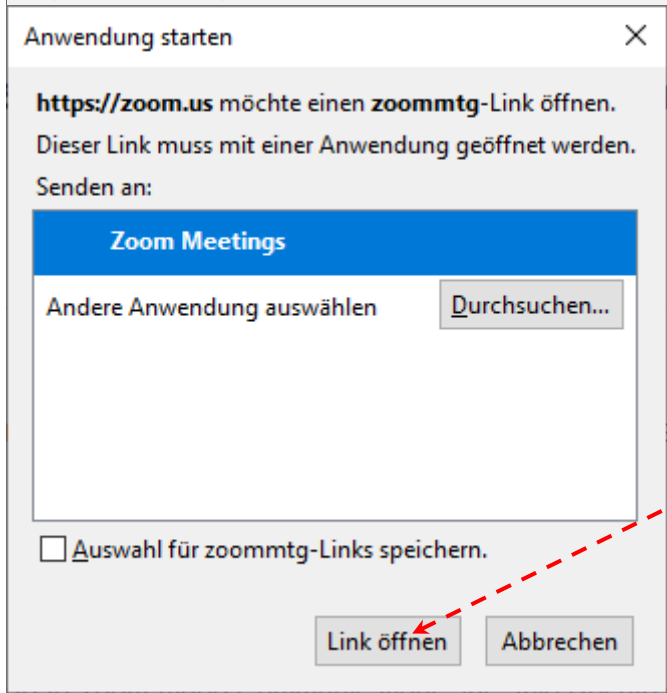 Anwendung starten
https://zoom.us möchte einen zoommtg-Link öffnen.
Dieser Link muss mit einer Anwendung geöffnet werden.
Senden an:
Zoom Meetings
Andere Anwendung auswählen Durchsuchen...
Auswahl für zoommtg-Links speichern.
Link öffnen Abbrechen